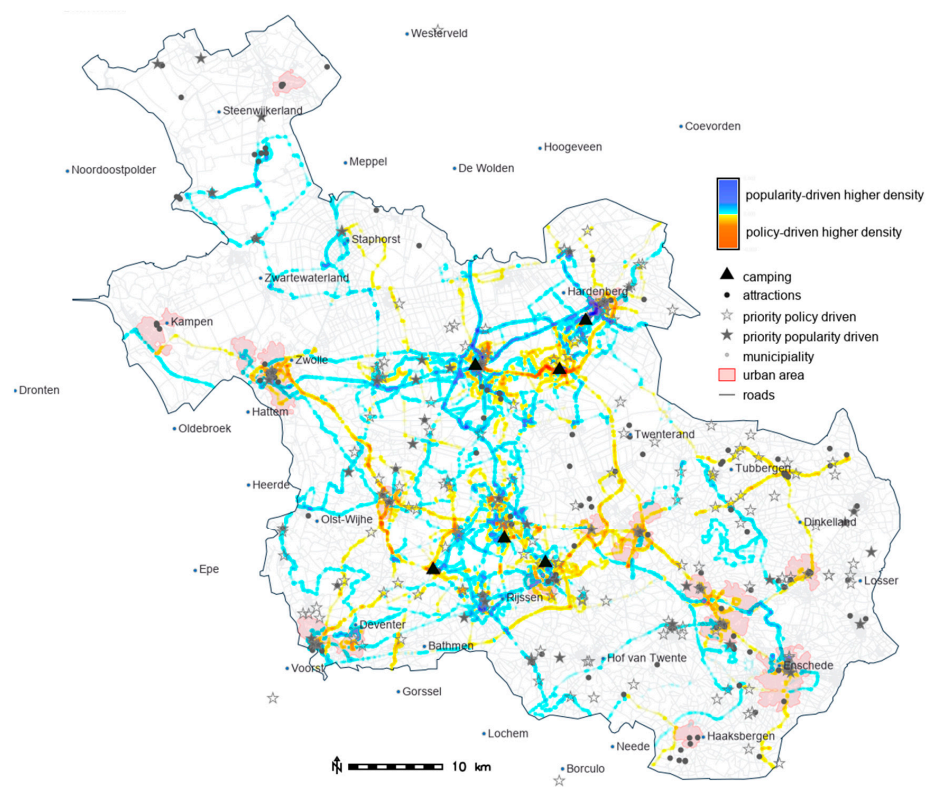 Westerveld
Coevorden
Hoogeveen
Steenwijkerland
Meppel
De Wolden
Noordoostpolder
popularity-driven higher density
policy-driven higher density
Staphorst
camping
attractions
priority policy driven
priority popularity driven
municipiality
urban area
roads
Zwartewaterland
Hardenberg
Kampen
Zwolle
Dronten
Hattem
Oldebroek
Twenterand
Tubbergen
Heerde
Olst-Wijhe
Dinkelland
Epe
Losser
Rijssen
Deventer
Bathmen
Hof van Twente
Voorst
Enschede
Gorssel
Lochem
Haaksbergen
Neede
N
10 km
Borculo